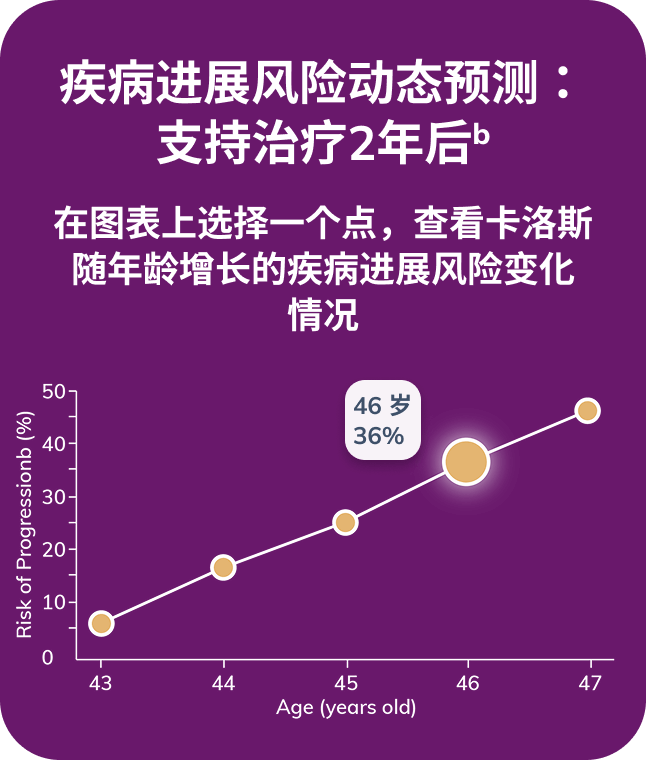 疾病进展风险动态预测：
支持治疗2年后b
在图表上选择一个点，查看卡洛斯
随年龄增长的疾病进展风险变化
情况
46 岁
36%
Risk of Progressionb (%)
50
40
30
20
10
0
43 44 45 46 47
Age (years old)